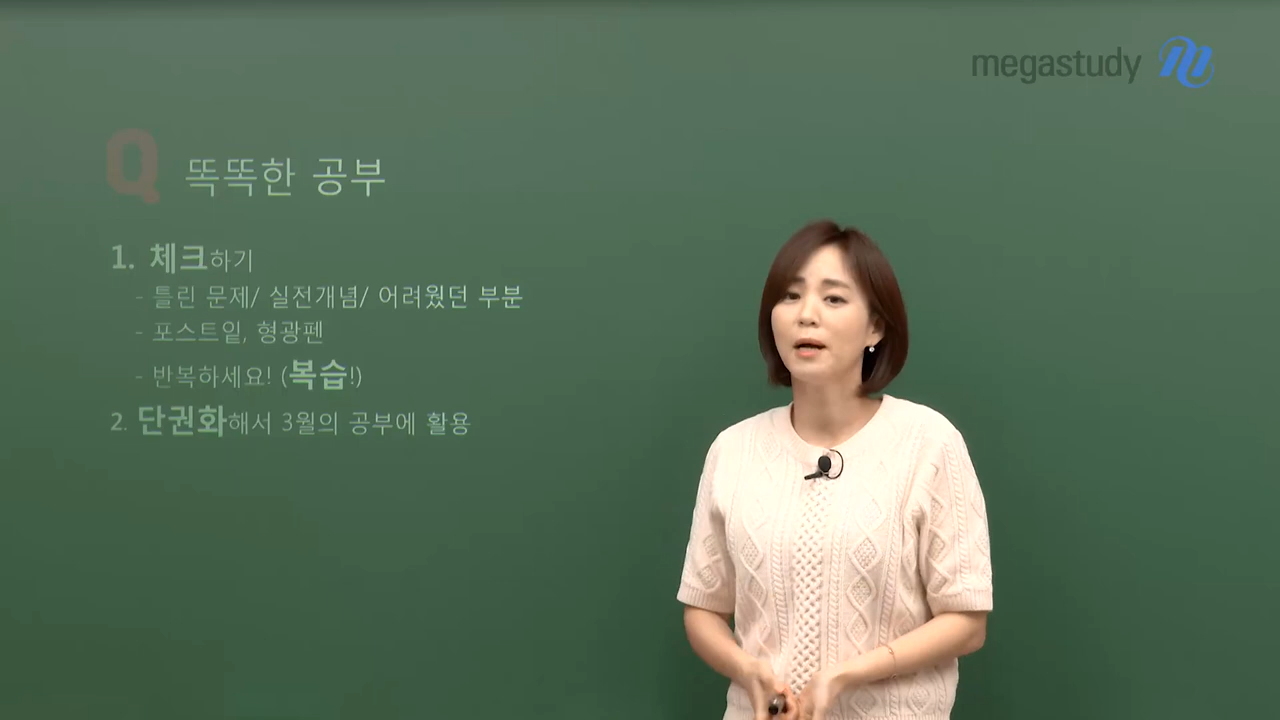 megastudy
Q 똑똑한 공부
1. 체크하기
- 틀린 문제/ 실전개념/ 어려웠던 부분
- 포스트잍, 형광펜
- 반복하세요! (복습!)
2. 단권화해서 3월의 공부에 활용